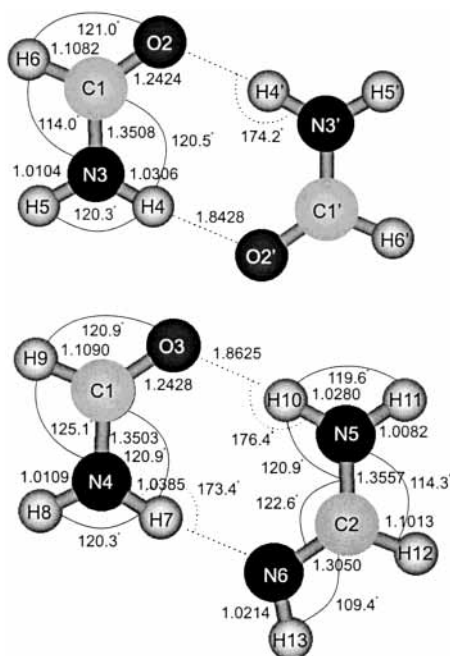 121.0°
H6
1.1082
O2
C1
1.2424
H4'
H5'
114.0°
1.3508
120.5°
174.2°
N3'
1.0104
N3
1.0306
H5
120.3°
H4
1.8428
C1'
H6'
O2'
120.9°
O3
H9
1.1090
1.8625
C1
1.2428
119.6°
H10
1.0280
H11
125.1
1.3503
176.4°
N5
1.0082
120.9°
1.0109
N4
1.0385
173.4°
120.9°
1.3557
114.3°
H8
H7
122.6°
120.3°
C2
1.1013
H12
N6
1.3050
1.0214
109.4°
H13